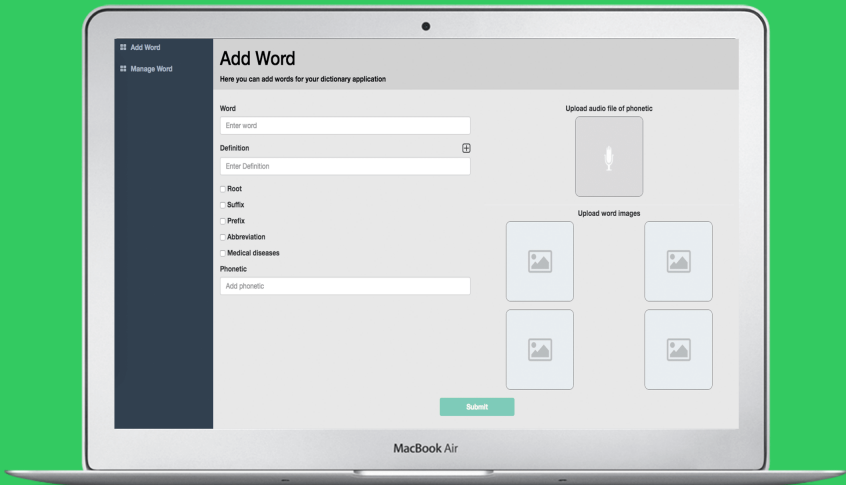 Add Word
Manage Word
Add Word
Here you can add words for your dictionary application
Word
Enter word
Definition
Enter Definition
Root
Suffix
Prefix
Abbreviation
Medical diseases
Phonetic
Add phonetic
Upload audio file of phonetic
Upload word images
Submit
MacBook Air